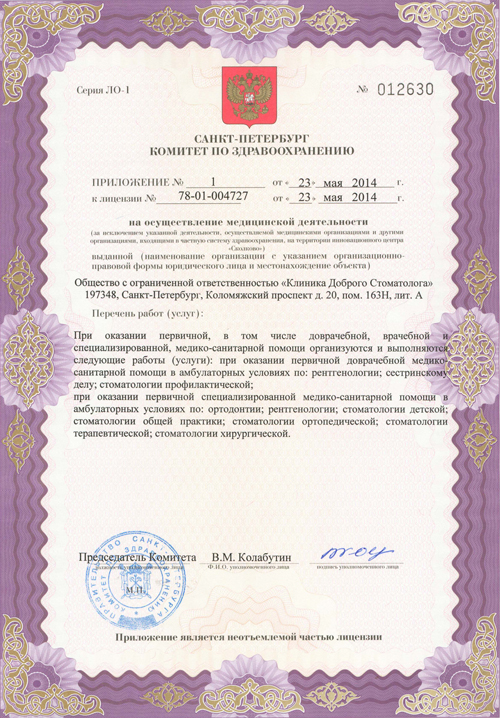 Серия ЛО-1
№ 012630
САНКТ-ПЕТЕРБУРГ
КОМИТЕТ ПО ЗДРАВООХРАНЕНИЮ
ПРИЛОЖЕНИЕ № 1 от «23» мая 2014 г.
к лицензии № 78-01-004727 от «23» мая 2014 г.
на осуществление медицинской деятельности
(за исключением указанной деятельности, осуществляемой медицинскими организациями и другими
организациями, входящими в частную систему здравоохранения, на территории инновационного центра
«Сколково»)
выданной (наименование организации с указанием организационно-
правовой формы юридического лица и местонахождение объекта)
Общество с ограниченной ответственностью «Клиника Доброго Стоматолога»
197348, Санкт-Петербург, Коломяжский проспект д. 20, пом. 163Н, лит. А
Перечень работ (услуг):
При оказании первичной, в том числе доврачебной, врачебной и
специализированной, медико-санитарной помощи организуются и выполняются
следующие работы (услуги): при оказании первичной доврачебной медико-
санитарной помощи в амбулаторных условиях по: рентгенологии; сестринскому
делу; стоматологии профилактической;
при оказании первичной специализированной медико-санитарной помощи в
амбулаторных условиях по: ортодонтии; рентгенологии; стоматологии детской;
стоматологии общей практики; стоматологии ортопедической; стоматологии
терапевтической; стоматологии хирургической.
Председатель Комитета В.М. Колабутин
Ф.И.О. уполномоченного лица
подпись уполномоченного лица
М.П.
Приложение является неотъемлемой частью лицензии